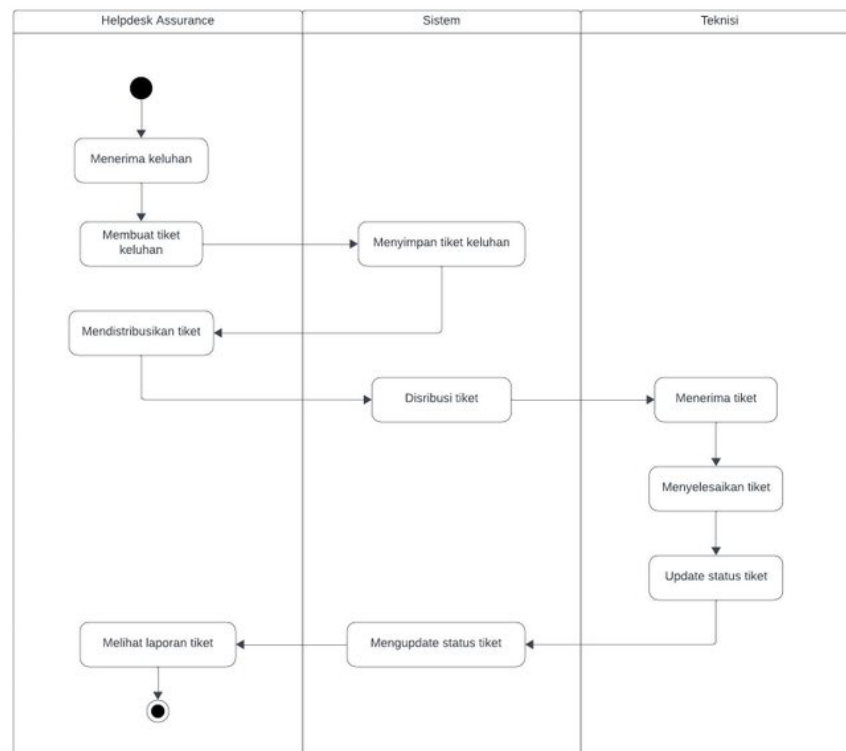 Helpdesk Assurance
Sistem
Teknisi
Menerima keluhan
Membuat tiket
keluhan
Menyimpan tiket keluhan
Mendistribusikan tiket
Disribusi tiket
Menerima tiket
Menyelesaikan tiket
Update status tiket
Mengupdate status tiket
Melihat laporan tiket